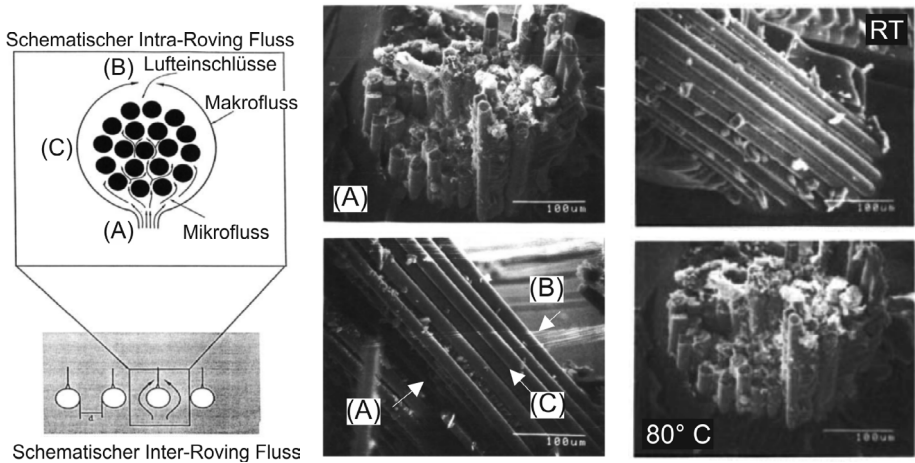 Schematischer Intra-Roving Fluss
(B)
Lufteinschlüsse
Makrofluss
(C)
(A)
Mikrofluss
d
Schematischer Inter-Roving Fluss
(A)
100um
RT
100um
(B)
(A)
(C)
100um
80° C
100um